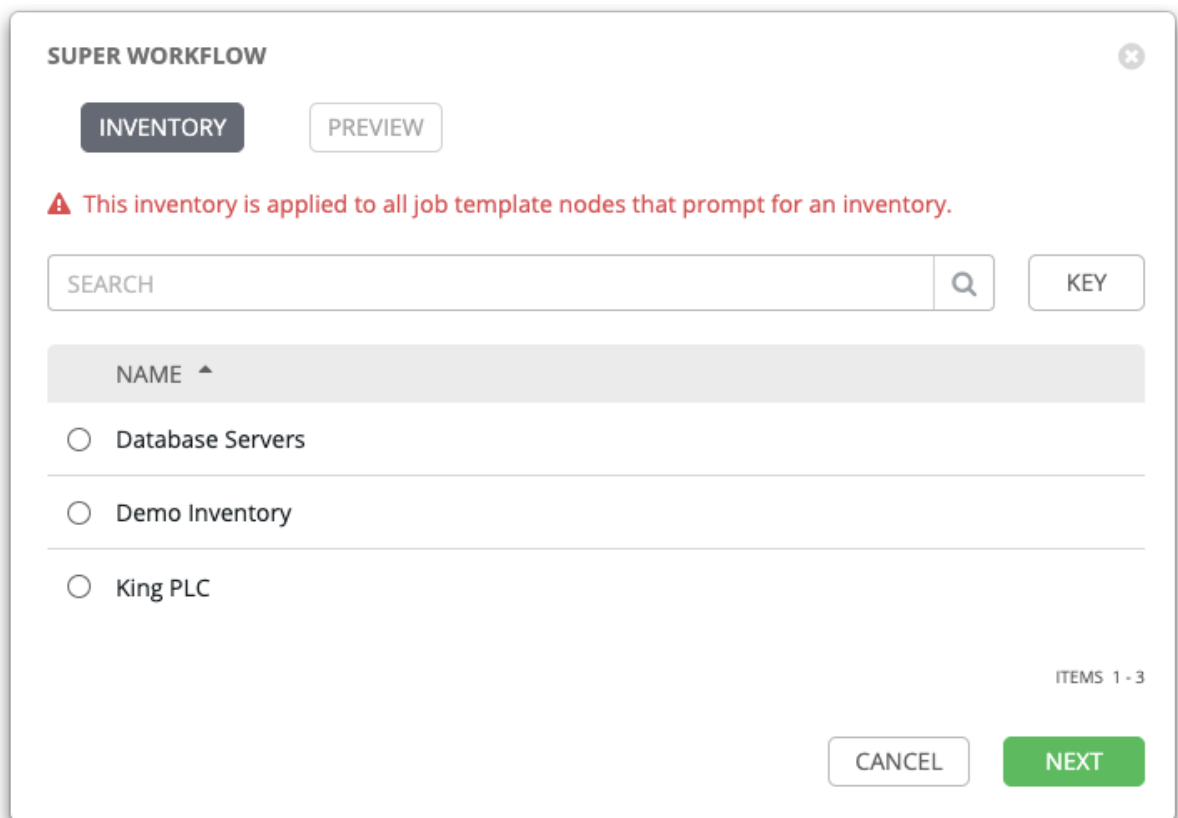 SUPER WORKFLOW
INVENTORY PREVIEW
This inventory is applied to all job template nodes that prompt for an inventory.
SEARCH KEY
NAME
Database Servers
Demo Inventory
King PLC
ITEMS 1 - 3
CANCEL NEXT